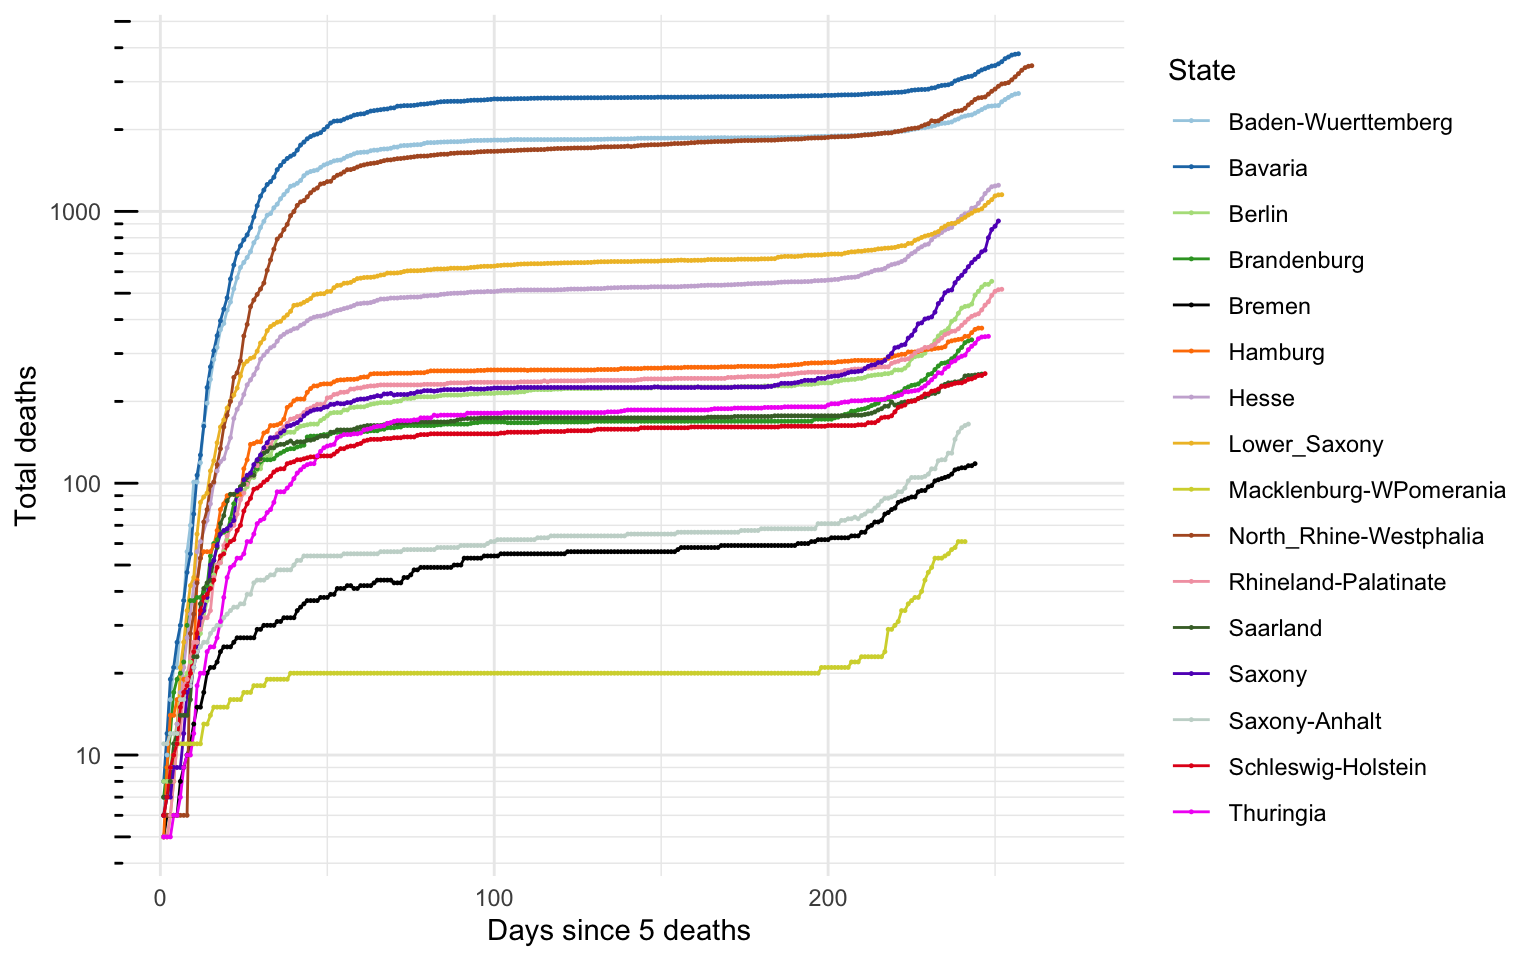 Total deaths
1000
100
10
0
100
200
Days since 5 deaths
State
Baden-Wuerttemberg
Bavaria
Berlin
Brandenburg
Bremen
Hamburg
Hesse
Lower_Saxony
Macklenburg-WPomerania
North_Rhine-Westphalia
Rhineland-Palatinate
Saarland
Saxony
Saxony-Anhalt
Schleswig-Holstein
Thuringia